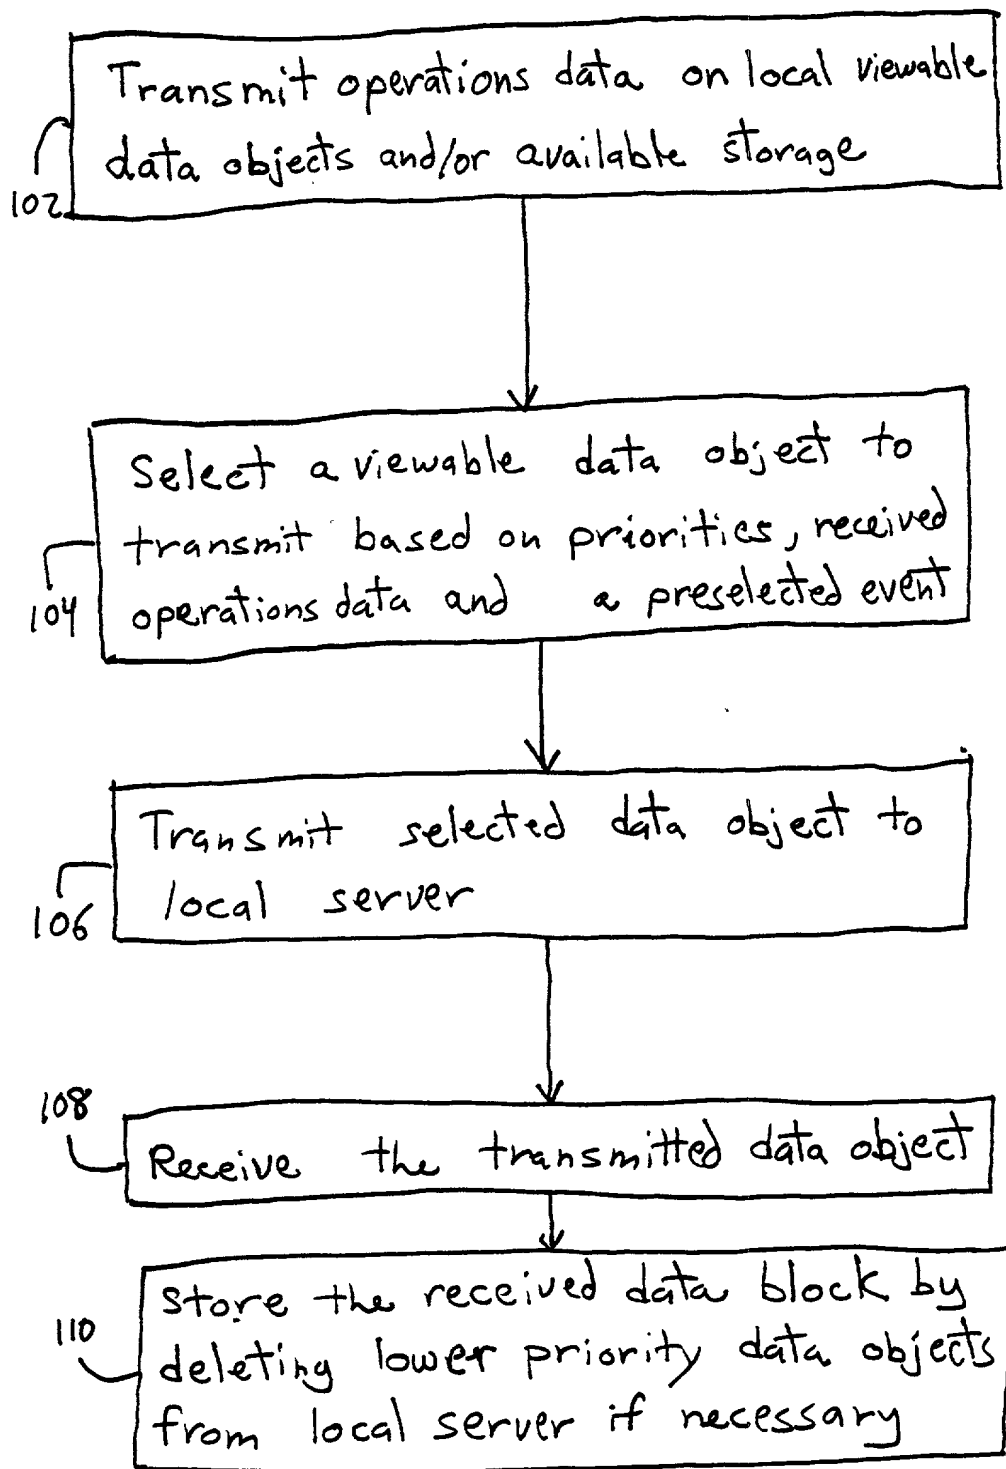 Transmit operations data on local viewable
data objects and/or available storage
102
Select a viewable data object to
transmit based on priorities, received
operations data and a preselected event
104
Transmit selected data object to
local server
106
108
Receive the transmitted data object
Store the received data block by
110
deleting lower priority data objects
from local server if necessary